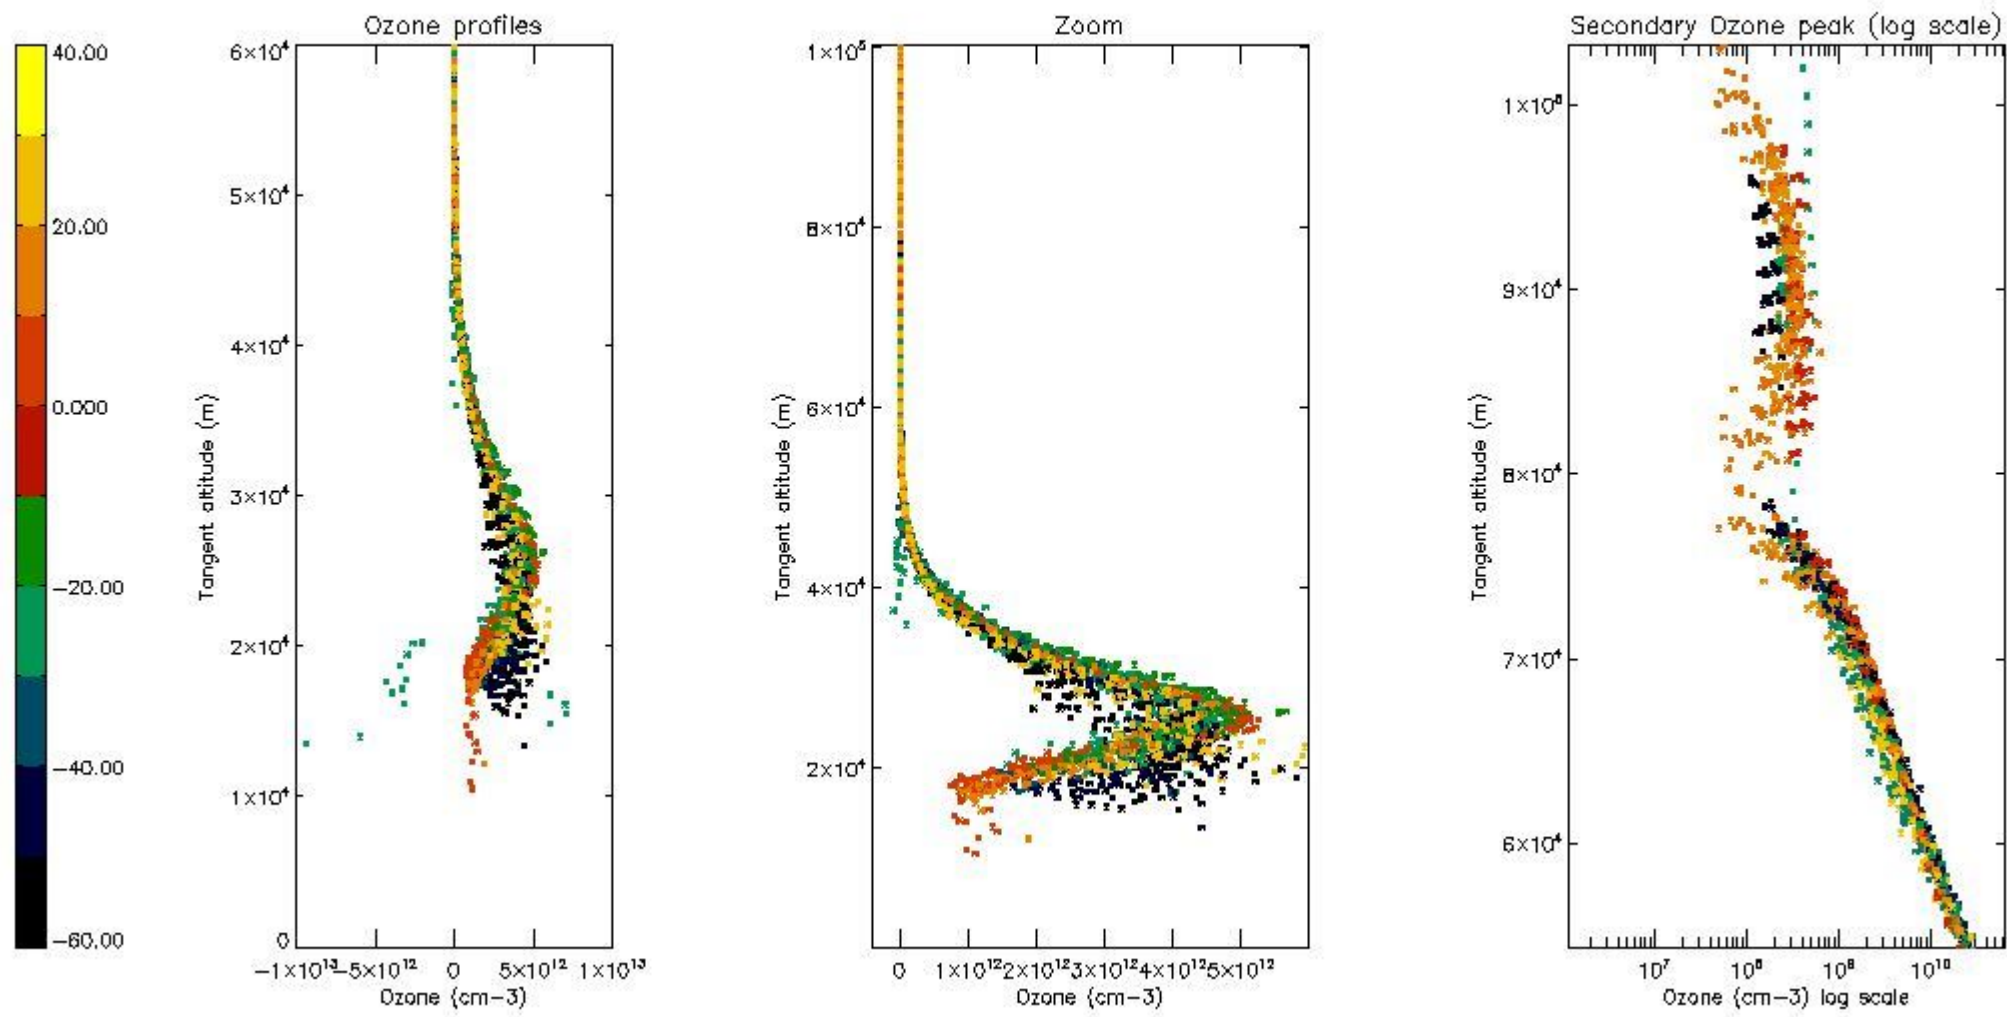 Ozone profiles
Zoom
Secondary Ozone peak (log scale)
40.00
20.00
0.000
−20.00
−40.00
−60.00
6×10⁴
5×10⁴
4×10⁴
3×10⁴
2×10⁴
1×10⁴
0
Tangent altitude (m)
−1×10¹³ −5×10¹² 0 5×10¹² 1×10¹³
Ozone (cm−3)
1×10⁵
8×10⁴
6×10⁴
4×10⁴
2×10⁴
Tangent altitude (m)
0 1×10¹² 2×10¹² 3×10¹² 4×10¹² 5×10¹²
Ozone (cm−3)
1×10⁵
9×10⁴
8×10⁴
7×10⁴
6×10⁴
Tangent altitude (m)
10⁷ 10⁸ 10⁹ 10¹⁰
Ozone (cm−3) log scale